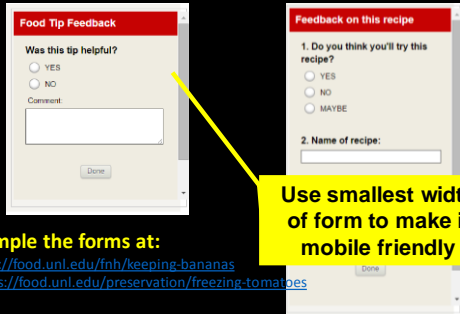 Food Tip Feedback
Was this tip helpful?
YES
NO
Comment:
Done
Feedback on this recipe
1. Do you think you'll try this
recipe?
YES
NO
MAYBE
2. Name of recipe:
Use smallest
of form to make
mobile friendly
Done
the forms at:
://food.unl.edu/fnh/keeping-bananas
s://food.unl.edu/preservation/freezing-tomatoes